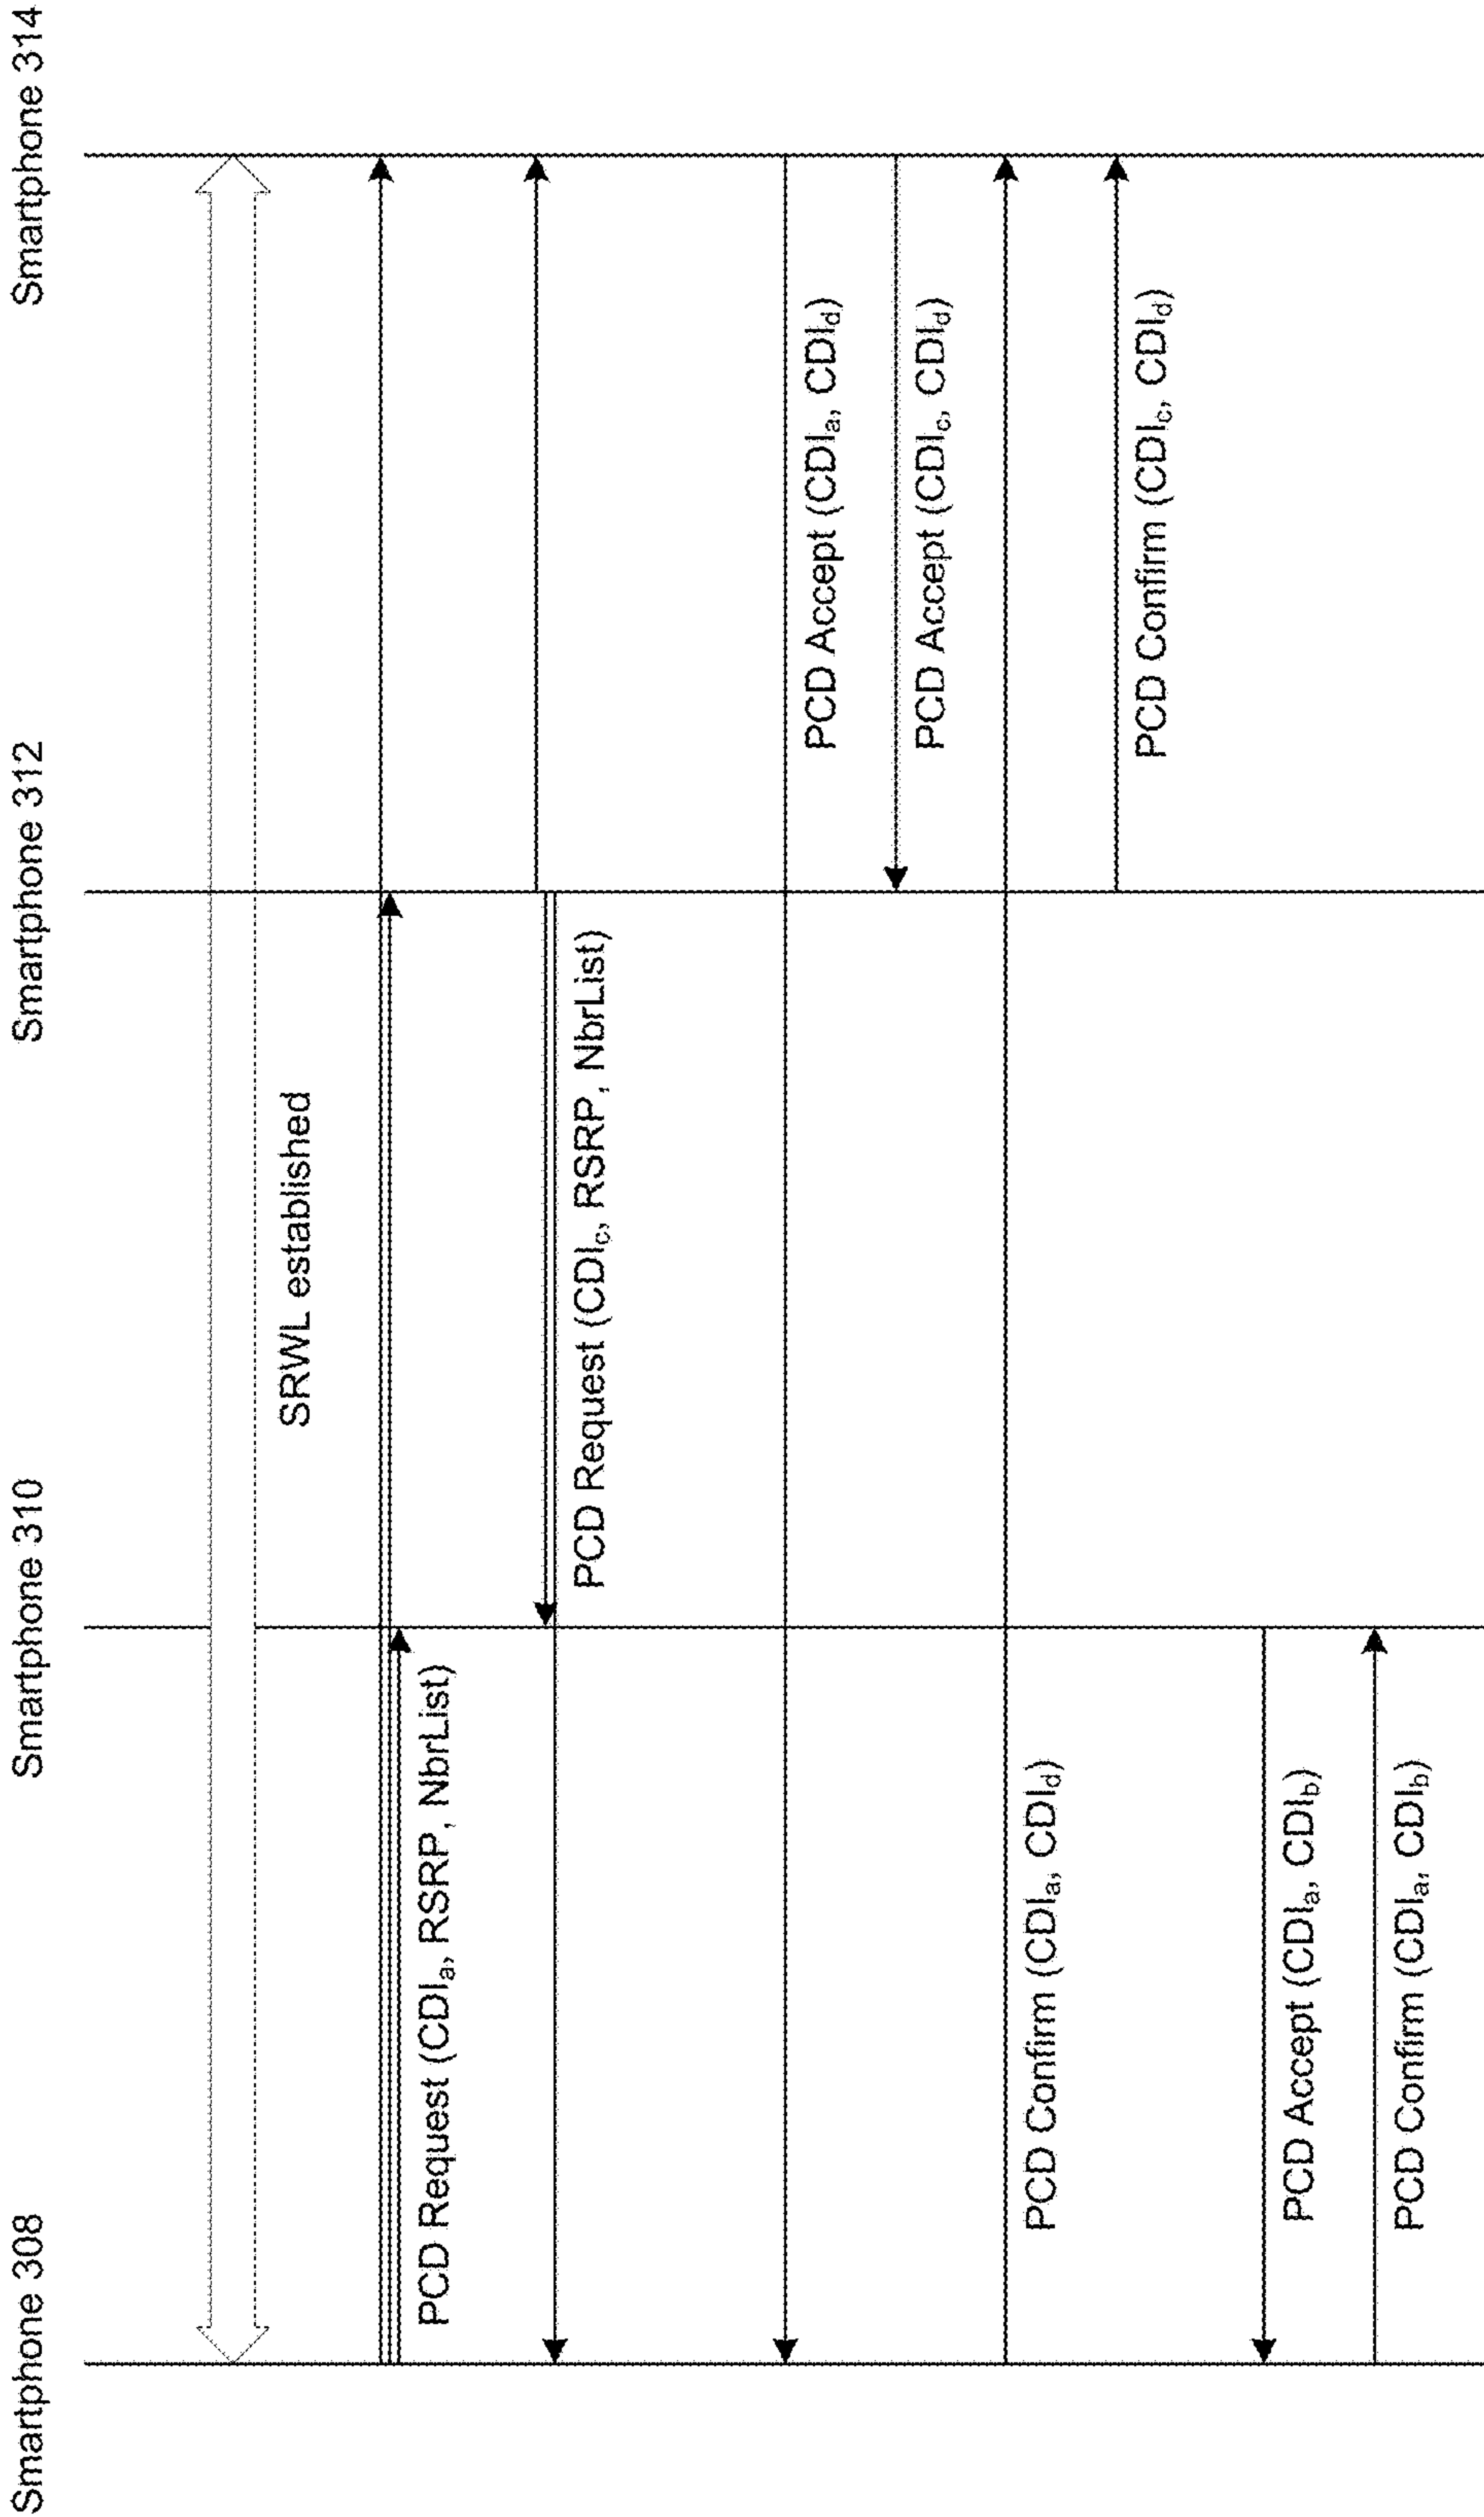 Smartphone 308
Smartphone 310
Smartphone 312
Smartphone 314
SRWL established
PCD Request (CDIa, RSRP, NbrList)
PCD Request (CDIc, RSRP, NbrList)
PCD Accept (CDIa, CDId)
PCD Accept (CDIc, CDId)
PCD Confirm (CDIa, CDId)
PCD Confirm (CDIc, CDId)
PCD Accept (CDIa, CDIb)
PCD Confirm (CDIa, CDIb)